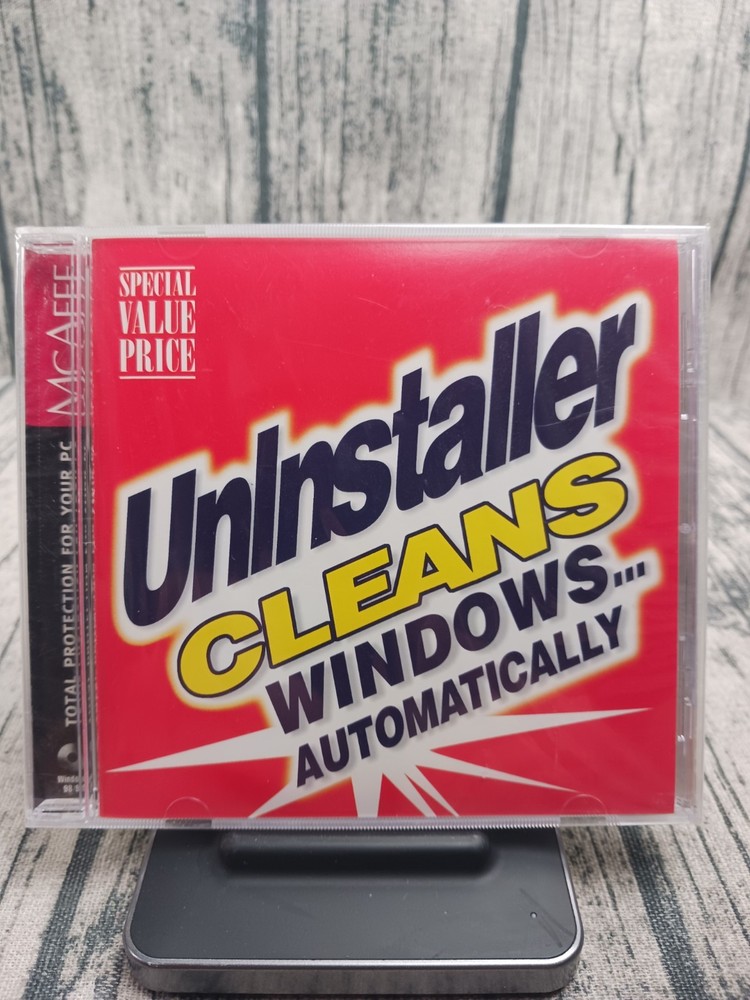 SPECIAL
VALUE
PRICE
UnInstaller
CLEANS
WINDOWS...
AUTOMATICALLY
McAFEE
TOTAL PROTECTION FOR YOUR PC